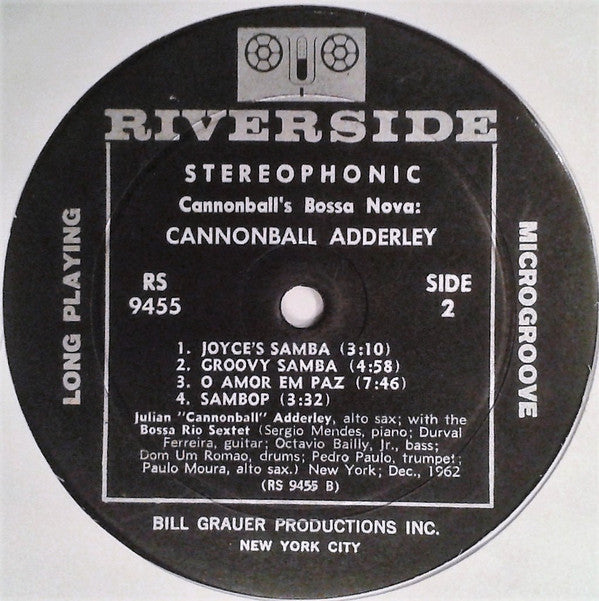 RIVERSIDE
STEREOPHONIC
Cannonball's Bossa Nova:
CANNONBALL ADDERLEY
RS
9455
SIDE
2
LONG PLAYING
MICROGROOVE
1. JOYCE'S SAMBA (3:10)
2. GROOVY SAMBA (4:58)
3. O AMOR EM PAZ (7:46)
4. SAMBOP (3:32)
Julian "Cannonball" Adderley, alto sax; with the
Bossa Rio Sextet (Sergio Mendes, piano; Durval
Ferreira, guitar; Octavio Bailly, Jr., bass;
Dom Um Romao, drums; Pedro Paulo, trumpet;
Paulo Moura, alto sax.) New York; Dec., 1962
(RS 9455 B)
BILL GRAUER PRODUCTIONS INC.
NEW YORK CITY